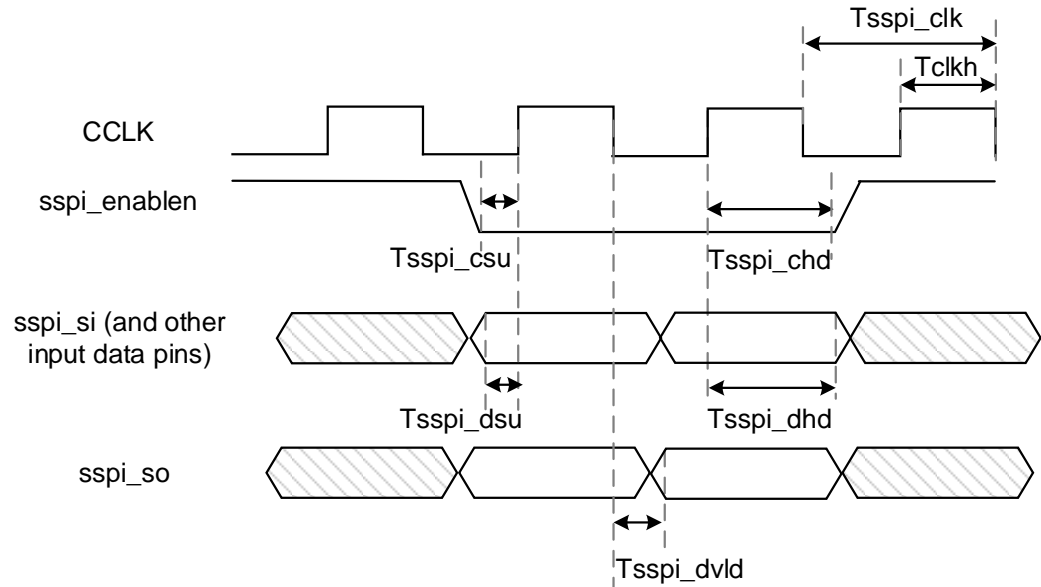 Tsspi_clk
Tclkh
CCLK
sspi_enablen
Tsspi_csu
Tsspi_chd
sspi_si (and other
input data pins)
Tsspi_dsu
Tsspi_dhd
sspi_so
Tsspi_dvld